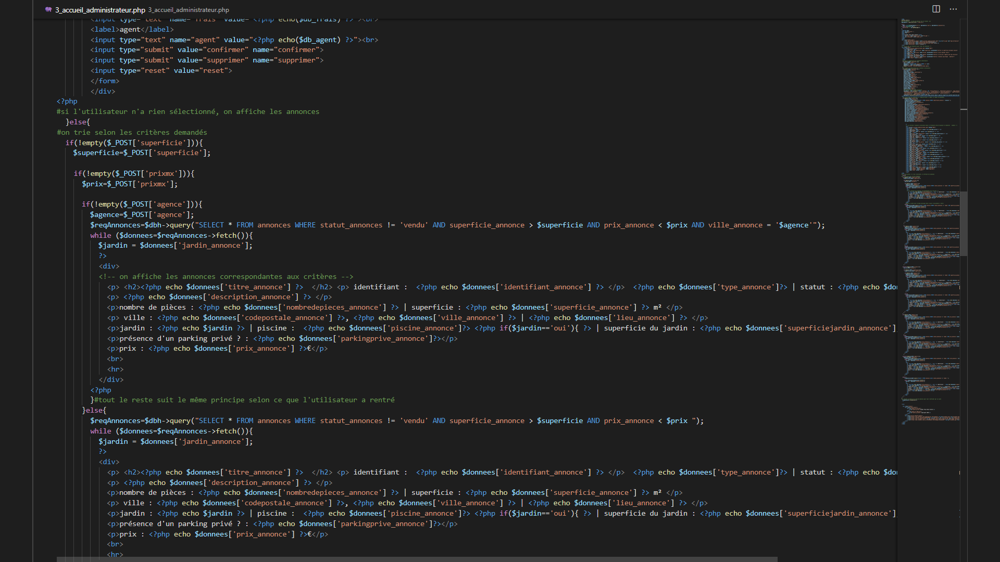 3_accueil_administrateur.php 3_accueil_administrateur.php
<input type="text" name="frais" value="<?php echo($db_frais) ?>"><br>
<label>agent</label>
<input type="text" name="agent" value="<?php echo($db_agent) ?>"><br>
<input type="submit" value="confirmer" name="confirmer">
<input type="submit" value="supprimer" name="supprimer">
<input type="reset" value="reset">
</form>
</div>
<?php
#si l'utilisateur n'a rien sélectionné, on affiche les annonces
}else{
#on trie selon les critères demandés
if(!empty($_POST['superficie'])){
$superficie=$_POST['superficie'];
if(!empty($_POST['prixmx'])){
$prix=$_POST['prixmx'];
if(!empty($_POST['agence'])){
$agence=$_POST['agence'];
$reqAnnonces=$dbh->query("SELECT * FROM annonces WHERE statut_annonces != 'vendu' AND superficie_annonce > $superficie AND prix_annonce < $prix AND ville_annonce = '$agence'");
while ($donnees=$reqAnnonces->fetch()){
$jardin = $donnees['jardin_annonce'];
?>
<div>
<!-- on affiche les annonces correspondantes aux critères -->
<p> <h2><?php echo $donnees['titre_annonce'] ?>  </h2> <p> identifiant :  <?php echo $donnees['identifiant_annonce'] ?> </p>  <?php echo $donnees['type_annonce']?> | statut : <?php echo $do
<p> <?php echo $donnees['description_annonce'] ?> </p>
<p>nombre de pièces : <?php echo $donnees['nombredepieces_annonce'] ?> | superficie : <?php echo $donnees['superficie_annonce'] ?> m² </p>
<p> ville : <?php echo $donnees['codepostale_annonce'] ?>, <?php echo $donnees['ville_annonce'] ?> | <?php echo $donnees['lieu_annonce'] ?> </p>
<p>jardin : <?php echo $jardin ?> | piscine :  <?php echo $donnees['piscine_annonce']?> <?php if($jardin=='oui'){ ?> | superficie du jardin : <?php echo $donnees['superficiejardin_annonce']
<p>présence d'un parking privé ? : <?php echo $donnees['parkingprive_annonce']?></p>
<p>prix : <?php echo $donnees['prix_annonce'] ?>€</p>
<br>
<hr>
</div>
<?php
}#tout le reste suit le même principe selon ce que l'utilisateur a rentré
}else{
$reqAnnonces=$dbh->query("SELECT * FROM annonces WHERE statut_annonces != 'vendu' AND superficie_annonce > $superficie AND prix_annonce < $prix ");
while ($donnees=$reqAnnonces->fetch()){
$jardin = $donnees['jardin_annonce'];
?>
<div>
<p> <h2><?php echo $donnees['titre_annonce'] ?>  </h2> <p> identifiant :  <?php echo $donnees['identifiant_annonce'] ?> </p>  <?php echo $donnees['type_annonce']?> | statut : <?php echo $do
<p> <?php echo $donnees['description_annonce'] ?> </p>
<p>nombre de pièces : <?php echo $donnees['nombredepieces_annonce'] ?> | superficie : <?php echo $donnees['superficie_annonce'] ?> m² </p>
<p> ville : <?php echo $donnees['codepostale_annonce'] ?>, <?php echo $donnees['ville_annonce'] ?> | <?php echo $donnees['lieu_annonce'] ?> </p>
<p>jardin : <?php echo $jardin ?> | piscine :  <?php echo $donnees['piscine_annonce']?> <?php if($jardin=='oui'){ ?> | superficie du jardin : <?php echo $donnees['superficiejardin_annonce']
<p>présence d'un parking privé ? : <?php echo $donnees['parkingprive_annonce']?></p>
<p>prix : <?php echo $donnees['prix_annonce'] ?>€</p>
<br>
<hr>